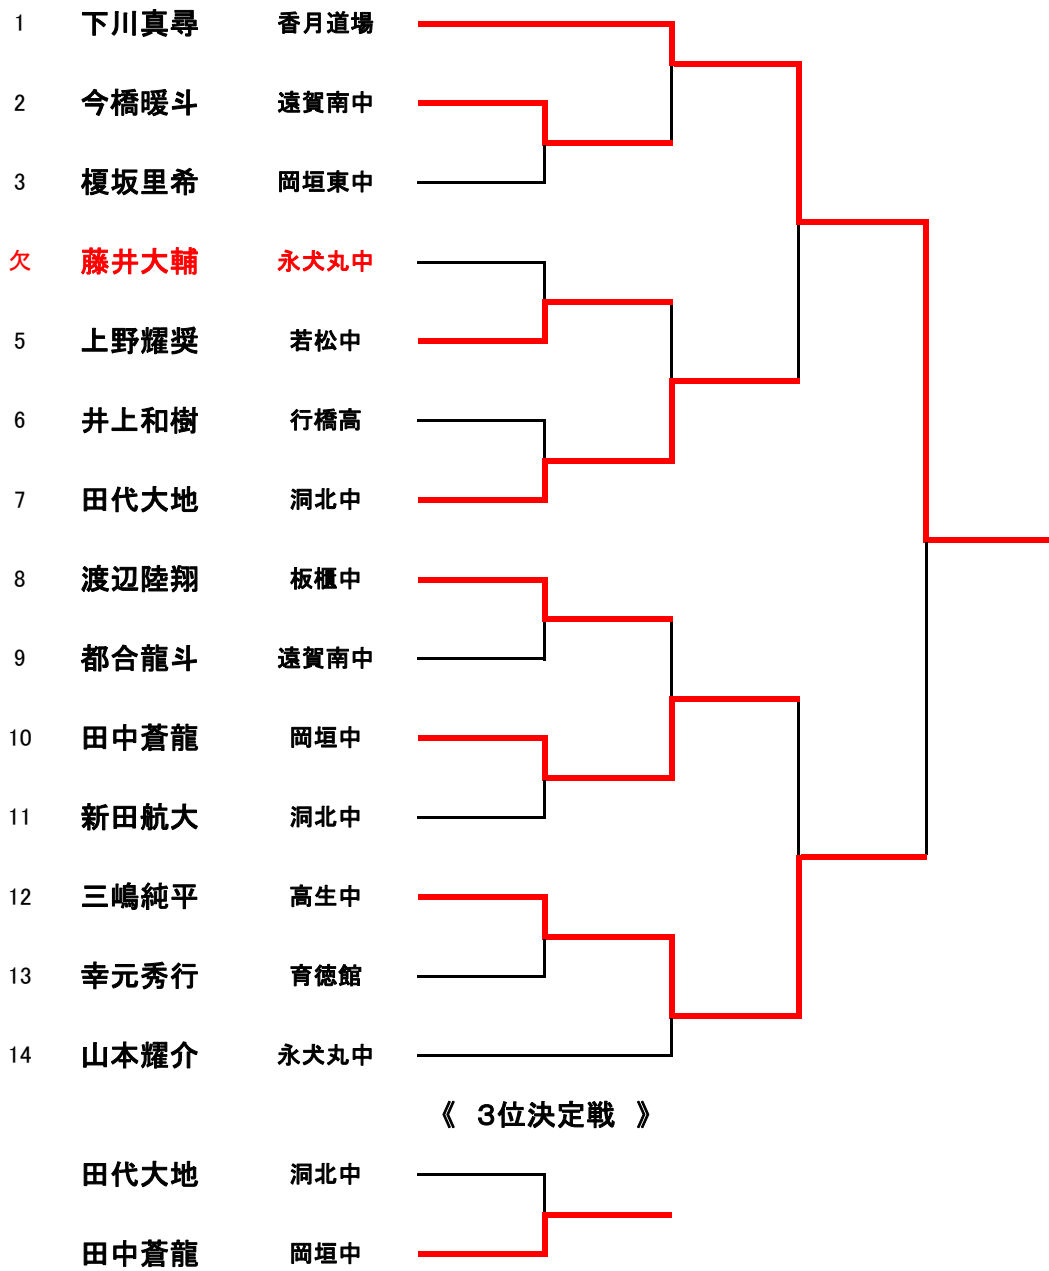 1 下川真尋 香月道場
2 今橋暖斗 遠賀南中
3 榎坂里希 岡垣東中
欠 藤井大輔 永犬丸中
5 上野耀奨 若松中
6 井上和樹 行橋高
7 田代大地 洞北中
8 渡辺陸翔 板櫃中
9 都合龍斗 遠賀南中
10 田中蒼龍 岡垣中
11 新田航大 洞北中
12 三嶋純平 高生中
13 幸元秀行 育徳館
14 山本耀介 永犬丸中
《 3位決定戦 》
田代大地 洞北中
田中蒼龍 岡垣中